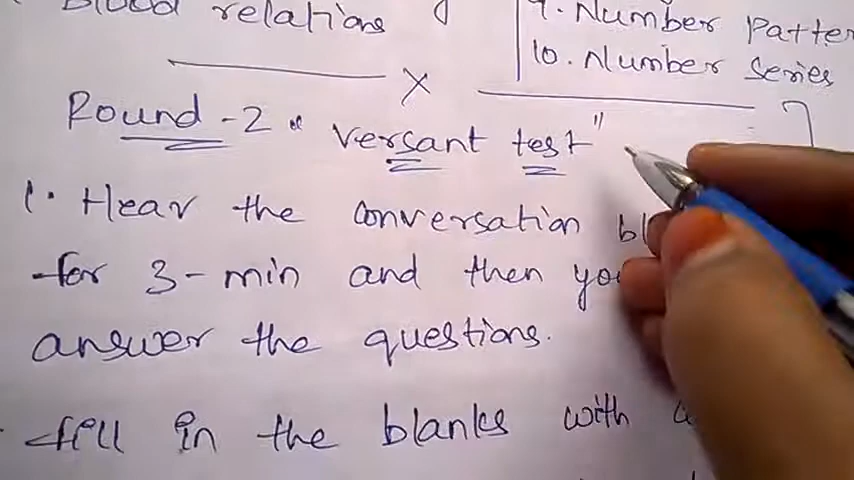 Blood relations
9. Number Patter
10. Number Series
Round - 2 " Versant test "
1. Hear the conversation
for 3 - min and then
answer the questions.
fill in the blanks with